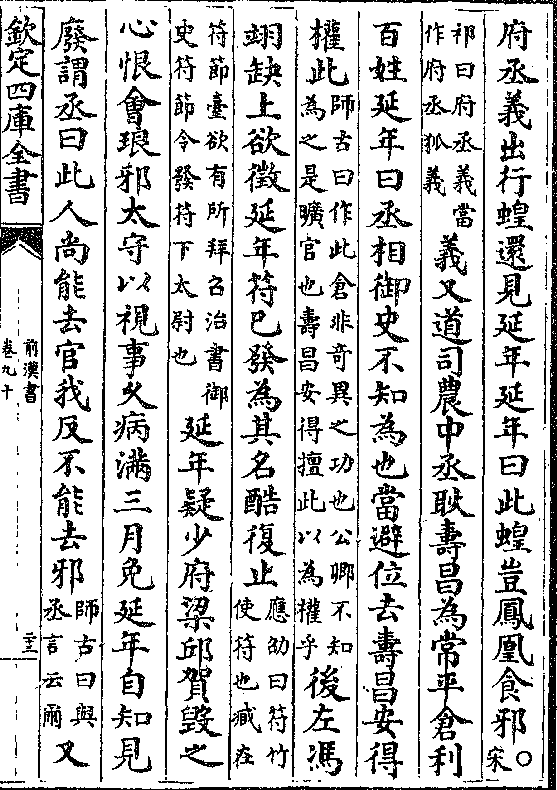 府丞義出行蝗還見延年延年曰此蝗豈鳳凰食邪○宋
祁曰府丞義當作府丞狐義義又道司農中丞耿壽昌為常平倉利
百姓延年曰丞相御史不知為也當避位去壽昌安得
權此師古曰作此倉非奇異之功也公卿不知為之是曠官也壽昌安得擅此以為權乎後左馮
翊缺上欲徵延年符已發為其名酷復止應劭曰符竹使符也臧在
符節臺欲有所拜召治書御史符節令發符下太尉也延年疑少府梁邱賀毀之
心恨會琅邪太守以視事久病滿三月免延年自知見
廢謂丞曰此人尚能去官我反不能去邪師古曰與丞言云爾又
欽定四庫全書
前漢書
卷九十